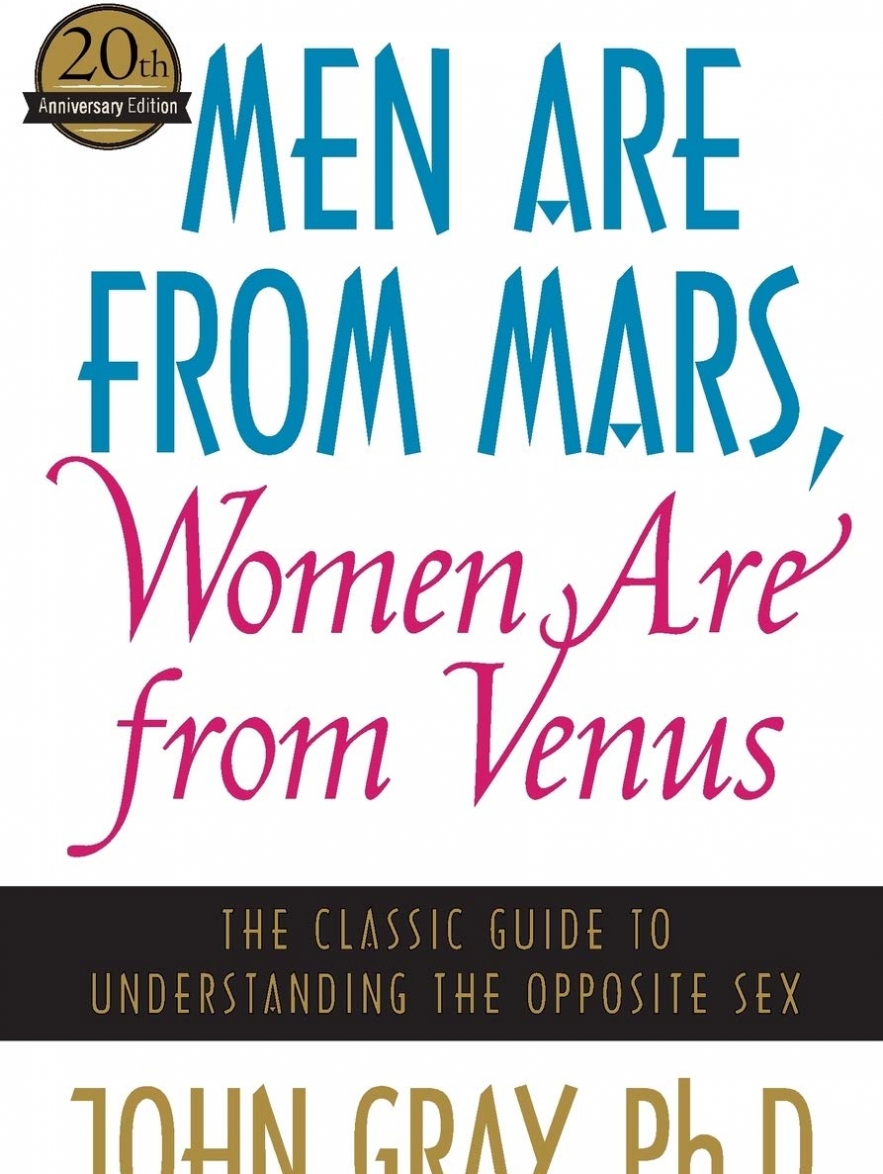 20th
Anniversary Edition
MEN ARE
FROM MARS,
Women Are
from Venus
THE CLASSIC GUIDE TO
UNDERSTANDING THE OPPOSITE SEX
JOHN GRAY, Ph.D.